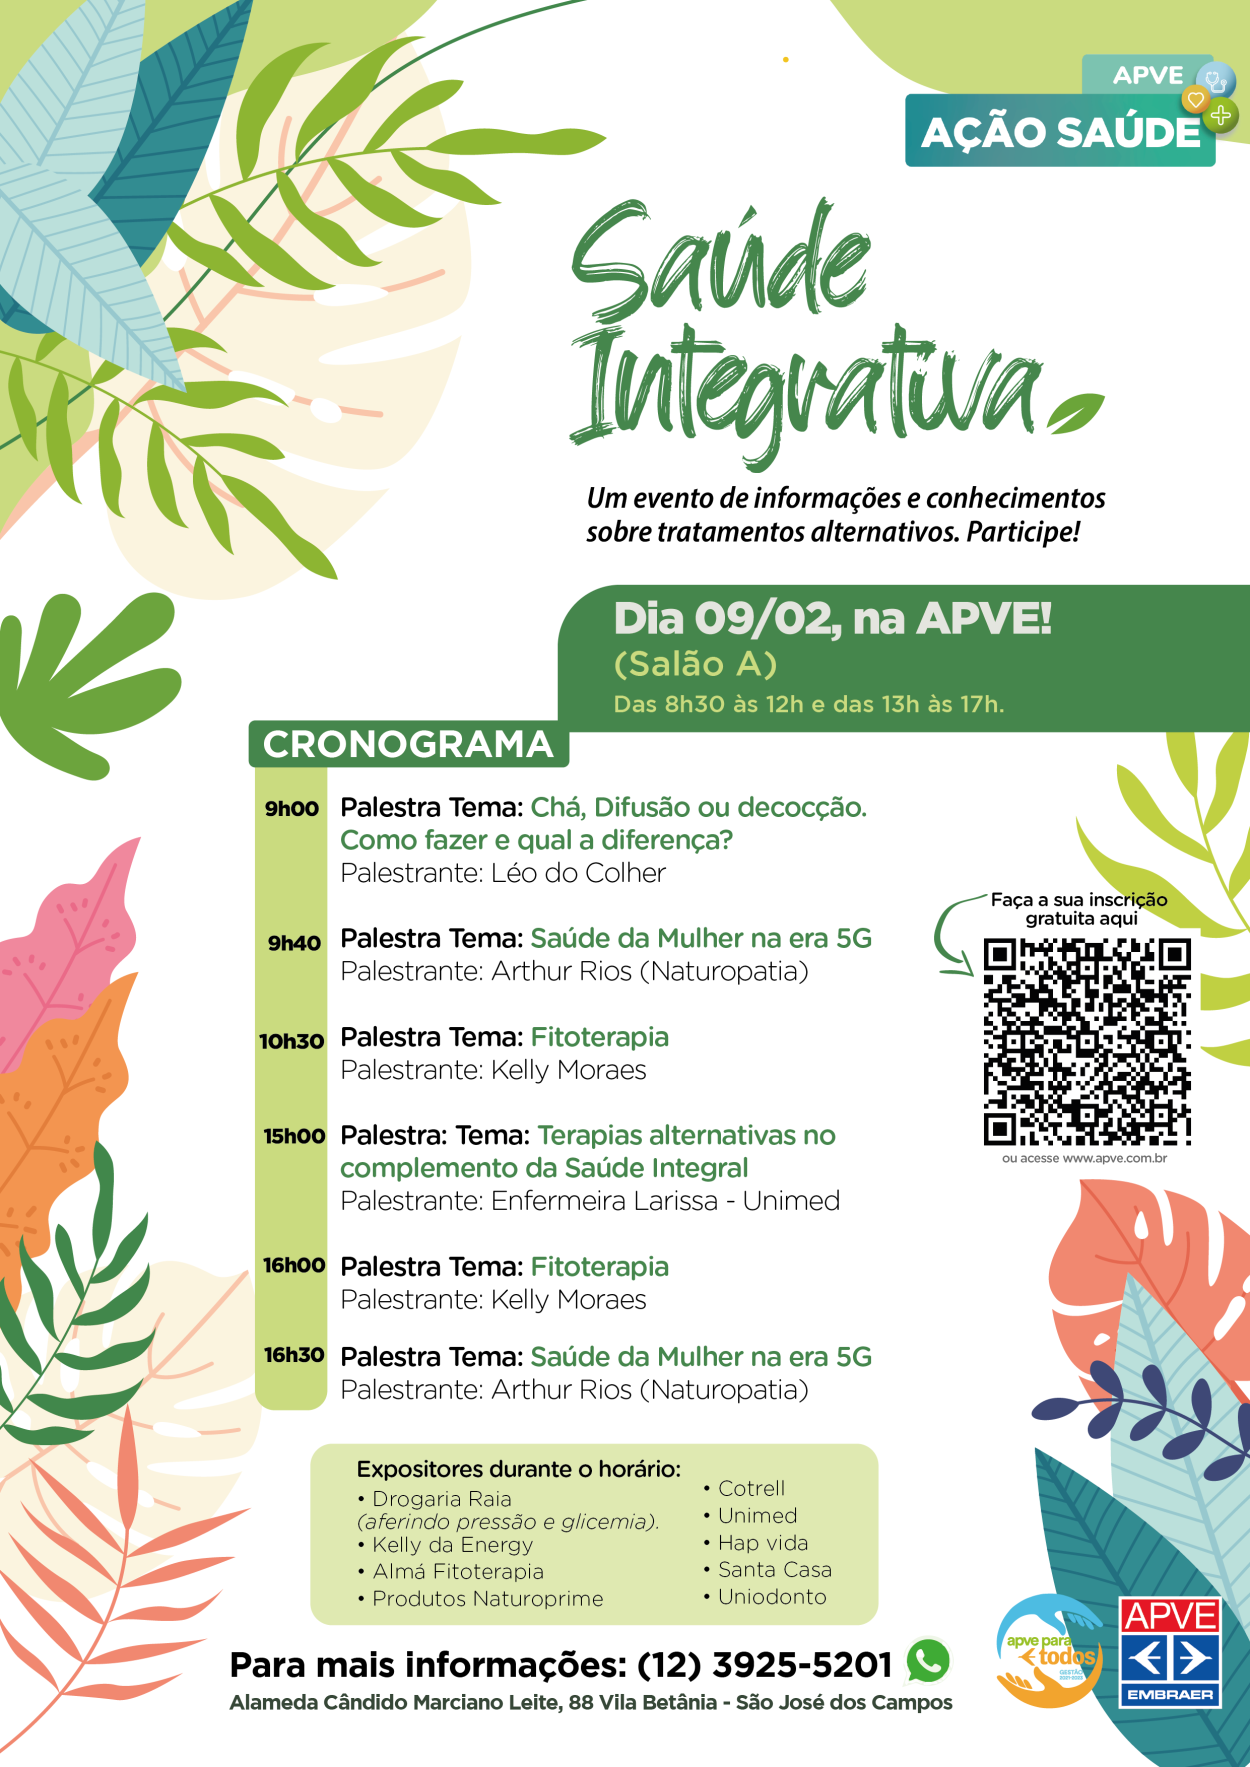 APVE
AÇÃO SAÚDE
Saúde
Integrativa
Um evento de informações e conhecimentos
sobre tratamentos alternativos. Participe!
Dia 09/02, na APVE!
(Salão A)
Das 8h30 às 12h e das 13h às 17h.
CRONOGRAMA
9h00 Palestra Tema: Chá, Difusão ou decocção.
Como fazer e qual a diferença?
Palestrante: Léo do Colher
9h40 Palestra Tema: Saúde da Mulher na era 5G
Palestrante: Arthur Rios (Naturopatia)
10h30 Palestra Tema: Fitoterapia
Palestrante: Kelly Moraes
15h00 Palestra: Tema: Terapias alternativas no
complemento da Saúde Integral
Palestrante: Enfermeira Larissa - Unimed
16h00 Palestra Tema: Fitoterapia
Palestrante: Kelly Moraes
16h30 Palestra Tema: Saúde da Mulher na era 5G
Palestrante: Arthur Rios (Naturopatia)
Faça a sua inscrição
gratuita aqui
ou acesse www.apve.com.br
Expositores durante o horário:
• Drogaria Raia
(aferindo pressão e glicemia).
• Kelly da Energy
• Almá Fitoterapia
• Produtos Naturoprime
• Cotrell
• Unimed
• Hap vida
• Santa Casa
• Uniodonto
Para mais informações: (12) 3925-5201
Alameda Cândido Marciano Leite, 88 Vila Betânia - São José dos Campos
apve para
todos
GESTÃO
APVE
EMBRAER